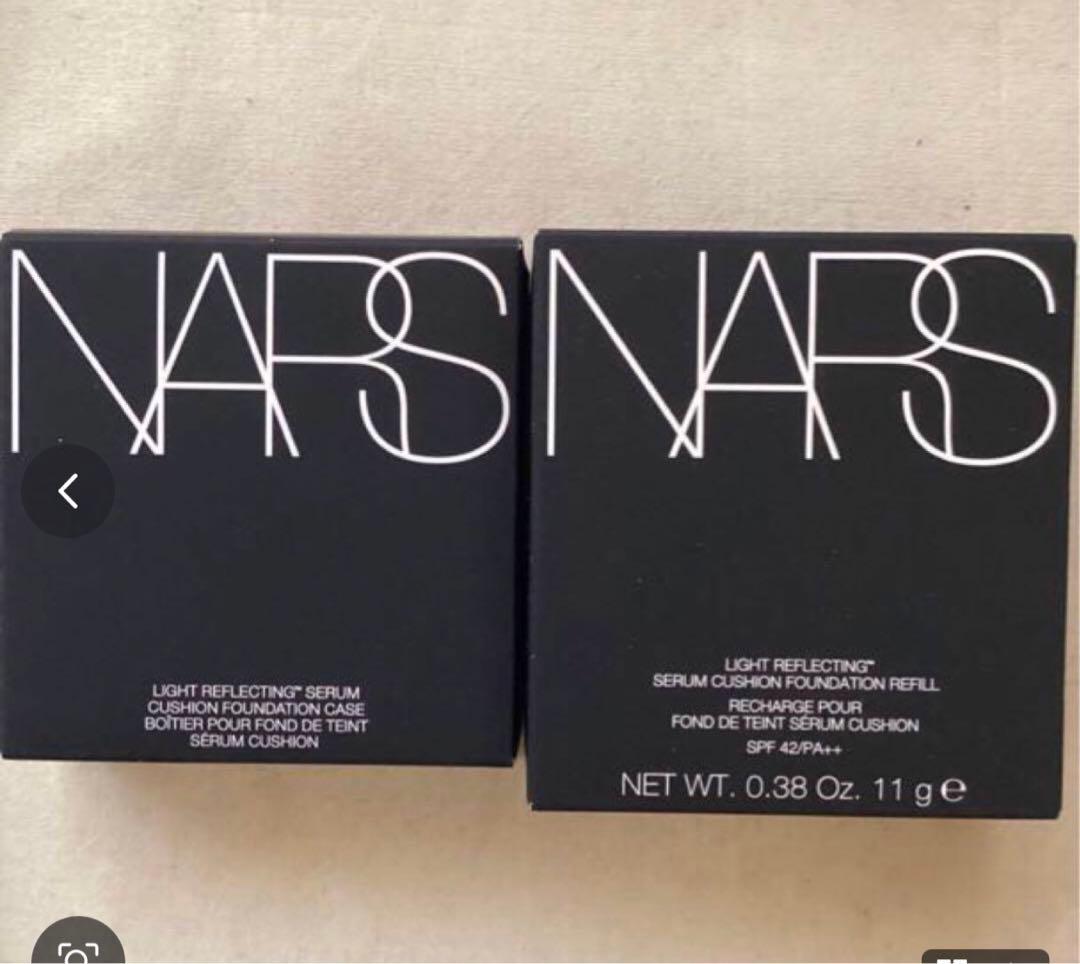 NARS
LIGHT REFLECTING™ SERUM
CUSHION FOUNDATION CASE
BOÎTIER POUR FOND DE TEINT
SÉRUM CUSHION
NARS
LIGHT REFLECTING™
SERUM CUSHION FOUNDATION REFILL
RECHARGE POUR
FOND DE TEINT SÉRUM CUSHION
SPF 42/PA++
NET WT. 0.38 Oz. 11 g ℮